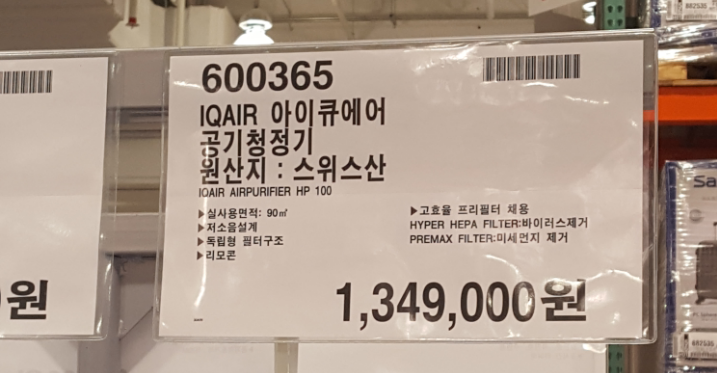 600365
IQAIR 아이큐에어
공기청정기
원산지 : 스위스산
IQAIR AIRPURIFIER HP 100
▶실사용면적: 90㎡
▶저소음설계
▶독립형 필터구조
▶리모콘
▶고효율 프리필터 채용
HYPER HEPA FILTER:바이러스제거
PREMAX FILTER:미세먼지 제거
1,349,000원
원
Sa